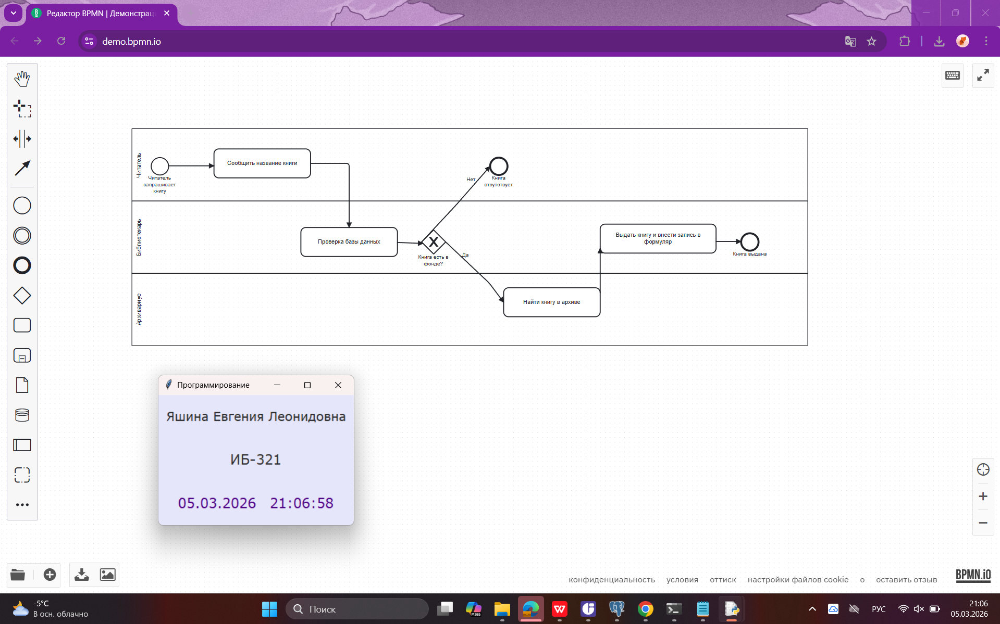 Редактор BPMN | Демонстрац
demo.bpmn.io
Читатель
Читатель
запрашивает
книгу
Сообщить название книги
Нет
Книга
отсутствует
Библиотекарь
Проверка базы данных
Книга есть в
фонде?
Да
Выдать книгу и внести запись в
формуляр
Книга выдана
Архивариус
Найти книгу в архиве
Программирование
Яшина Евгения Леонидовна
ИБ-321
05.03.2026 21:06:58
конфиденциальность условия оттиск настройки файлов cookie о оставить отзыв
BPMN.iO
-5°C
В осн. облачно
Поиск
M365
РУС
21:06
05.03.2026